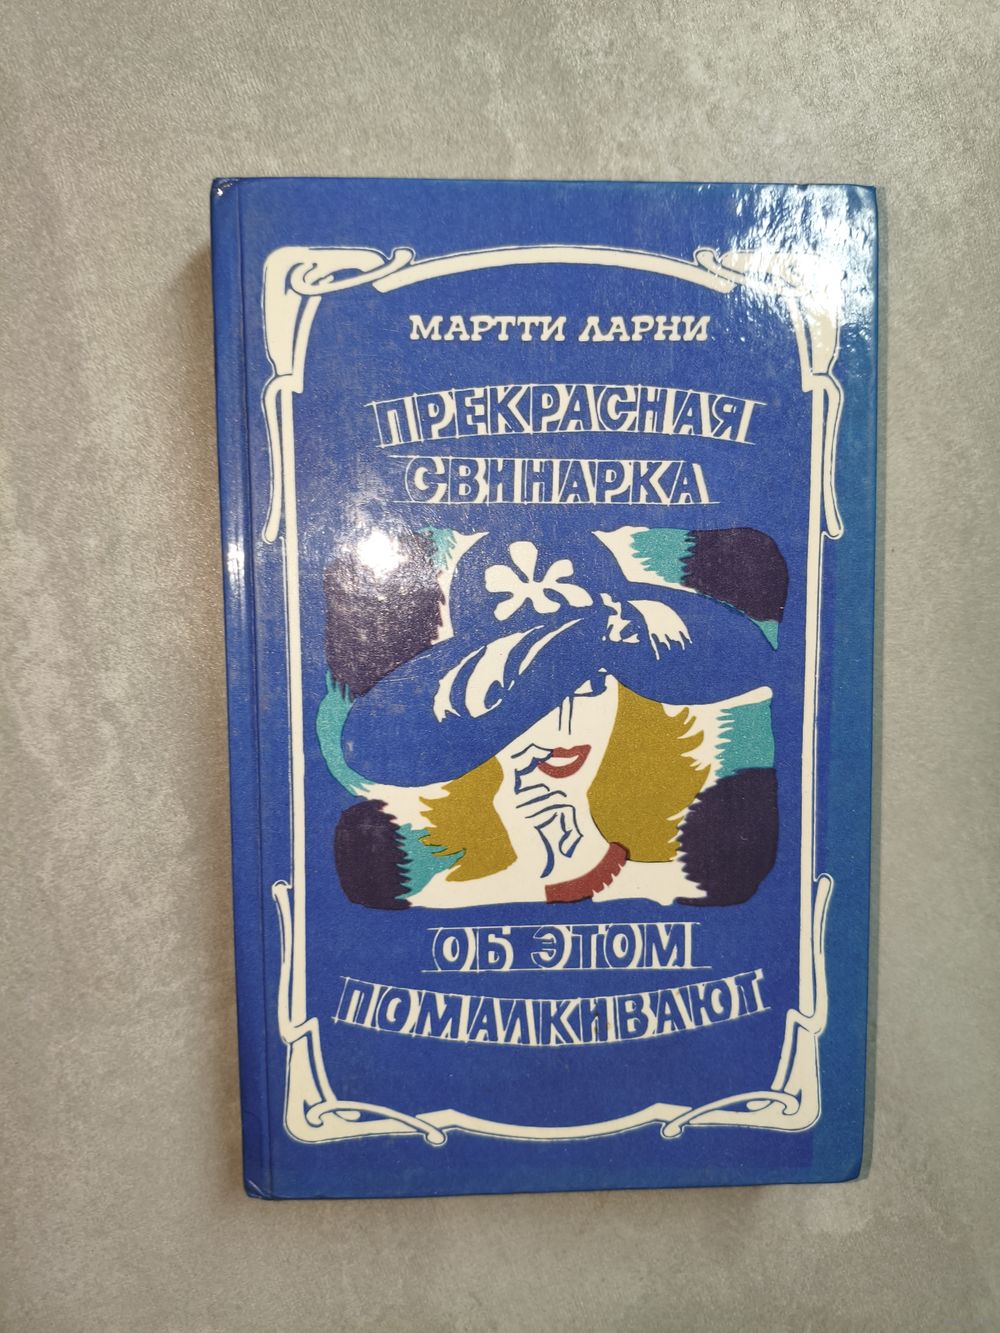 МАРТТИ ЛАРНИ
ПРЕКРАСНАЯ
СВИНАРКА
ОБ ЭТОМ
ПОМАЛКИВАЮТ